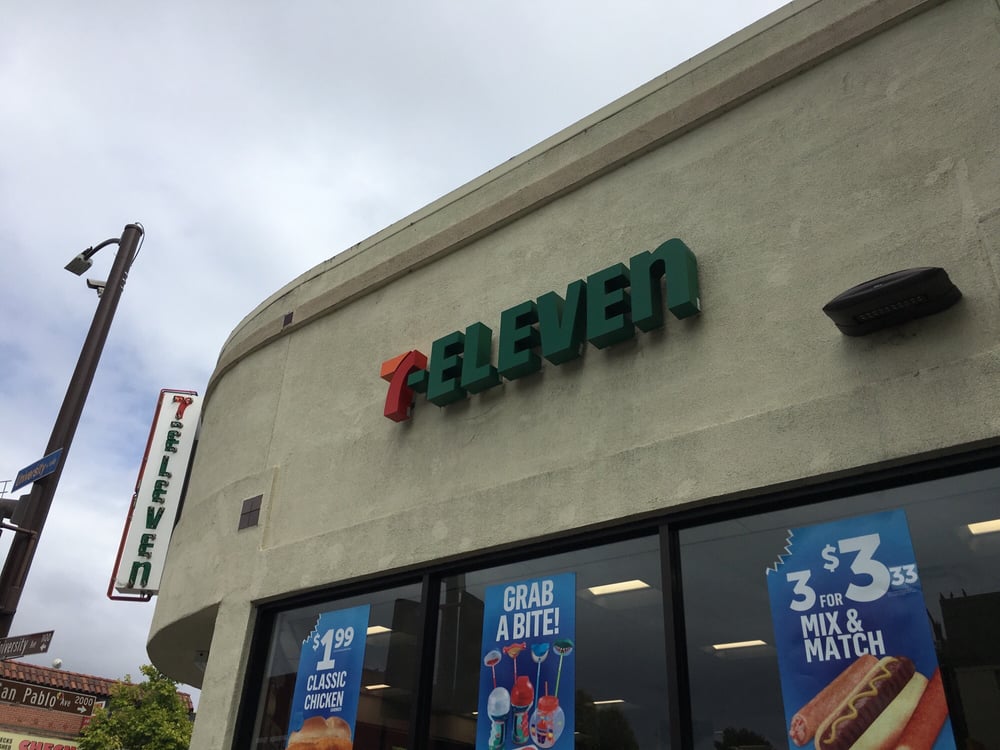 7-ELEVEn
7-ELEVEn
University
University
San Pablo Ave 2000
$1.99
CLASSIC
CHICKEN
GRAB
A BITE!
3 FOR $3.33
MIX &
MATCH